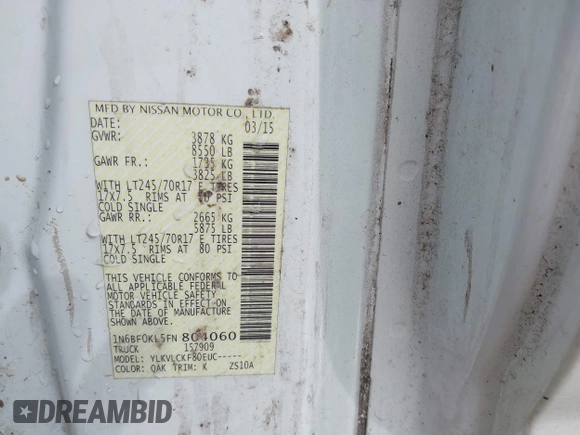 MFD BY NISSAN MOTOR CO., LTD.
DATE: 03/15
GVWR: 3878 KG
8550 LB
GAWR FR.: 1735 KG
3825 LB
WITH LT245/70R17 E TIRES
17X7.5 RIMS AT PSI
COLD SINGLE
GAWR RR.: 2665 KG
5875 LB
WITH LT245/70R17 E TIRES
17X7.5 RIMS AT 80 PSI
COLD SINGLE
THIS VEHICLE CONFORMS TO
ALL APPLICABLE FEDERAL
MOTOR VEHICLE SAFETY
STANDARDS IN EFFECT ON
THE DATE OF MANUFACTURE
SHOWN ABOVE.
1N6BF0KL5FN 804060
TRUCK 157909
MODEL: YLKVLCKF80EUC-----
COLOR: QAK TRIM: K ZS10A
DREAMBID
DREAMBID